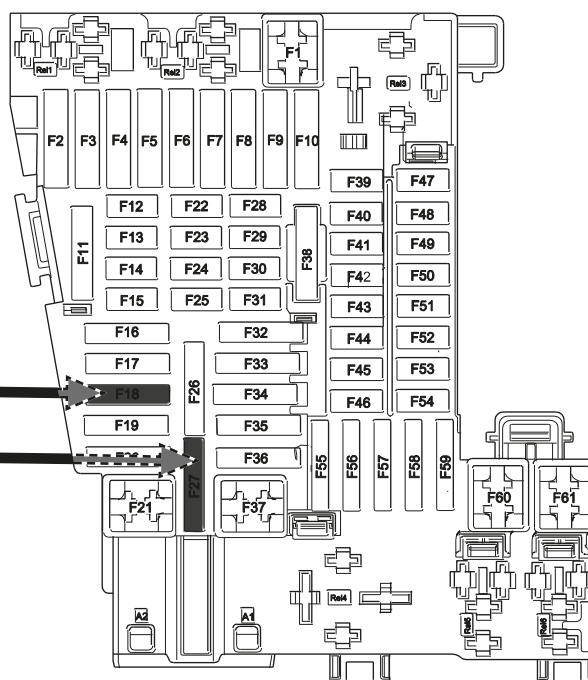 F1
Rel1
Rel2
Rel3
F2 F3 F4 F5 F6 F7 F8 F9 F10
F39 F47
F12 F22 F28
F40 F48
F13 F23 F29
F41 F49
F11
F38
F14 F24 F30
F42 F50
F15 F25 F31
F43 F51
F16 F32
F44 F52
F17 F33
F45 F53
F18 F26 F34
F46 F54
F19 F35
F36
F55 F56 F57 F58 F59
F27
F21 F37
F60 F61
Rel4
A2 A1
Rel5 Rel6